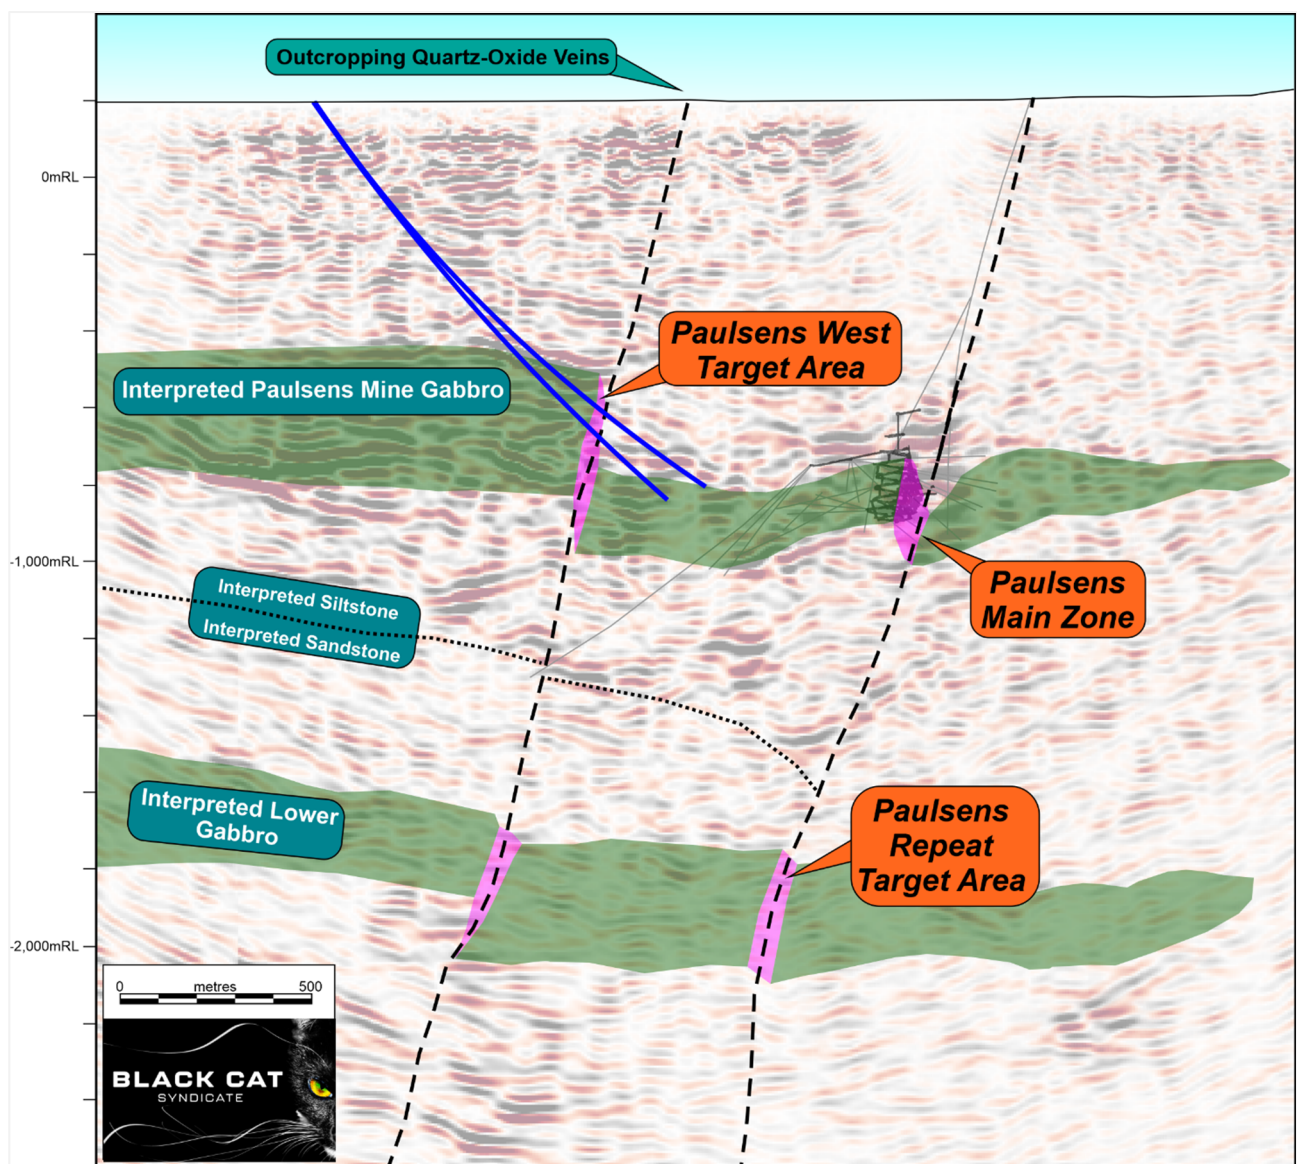 Outcropping Quartz-Oxide Veins
0mRL
Paulsens West
Target Area
Interpreted Paulsens Mine Gabbro
-1,000mRL
Paulsens
Main Zone
Interpreted Siltstone
Interpreted Sandstone
Interpreted Lower
Gabbro
Paulsens
Repeat
Target Area
-2,000mRL
0 metres 500
BLACK CAT
SYNDICATE